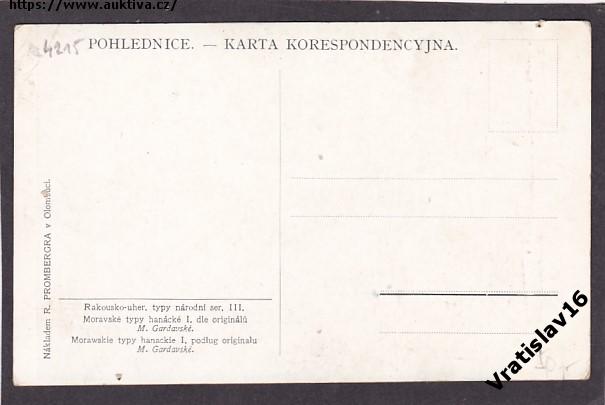 https://www.auktiva.cz/
4215
POHLEDNICE. — KARTA KORESPONDENCYJNA.
Nákladem R. PROMBERGRA v Olomouci.
Rakousko-uher. typy národní ser. III.
Moravské typy hanácké I. dle originálů
M. Gardavské.
Morawskie typy hanackie I, podług originalu
M. Gardavské.
Vratislav16